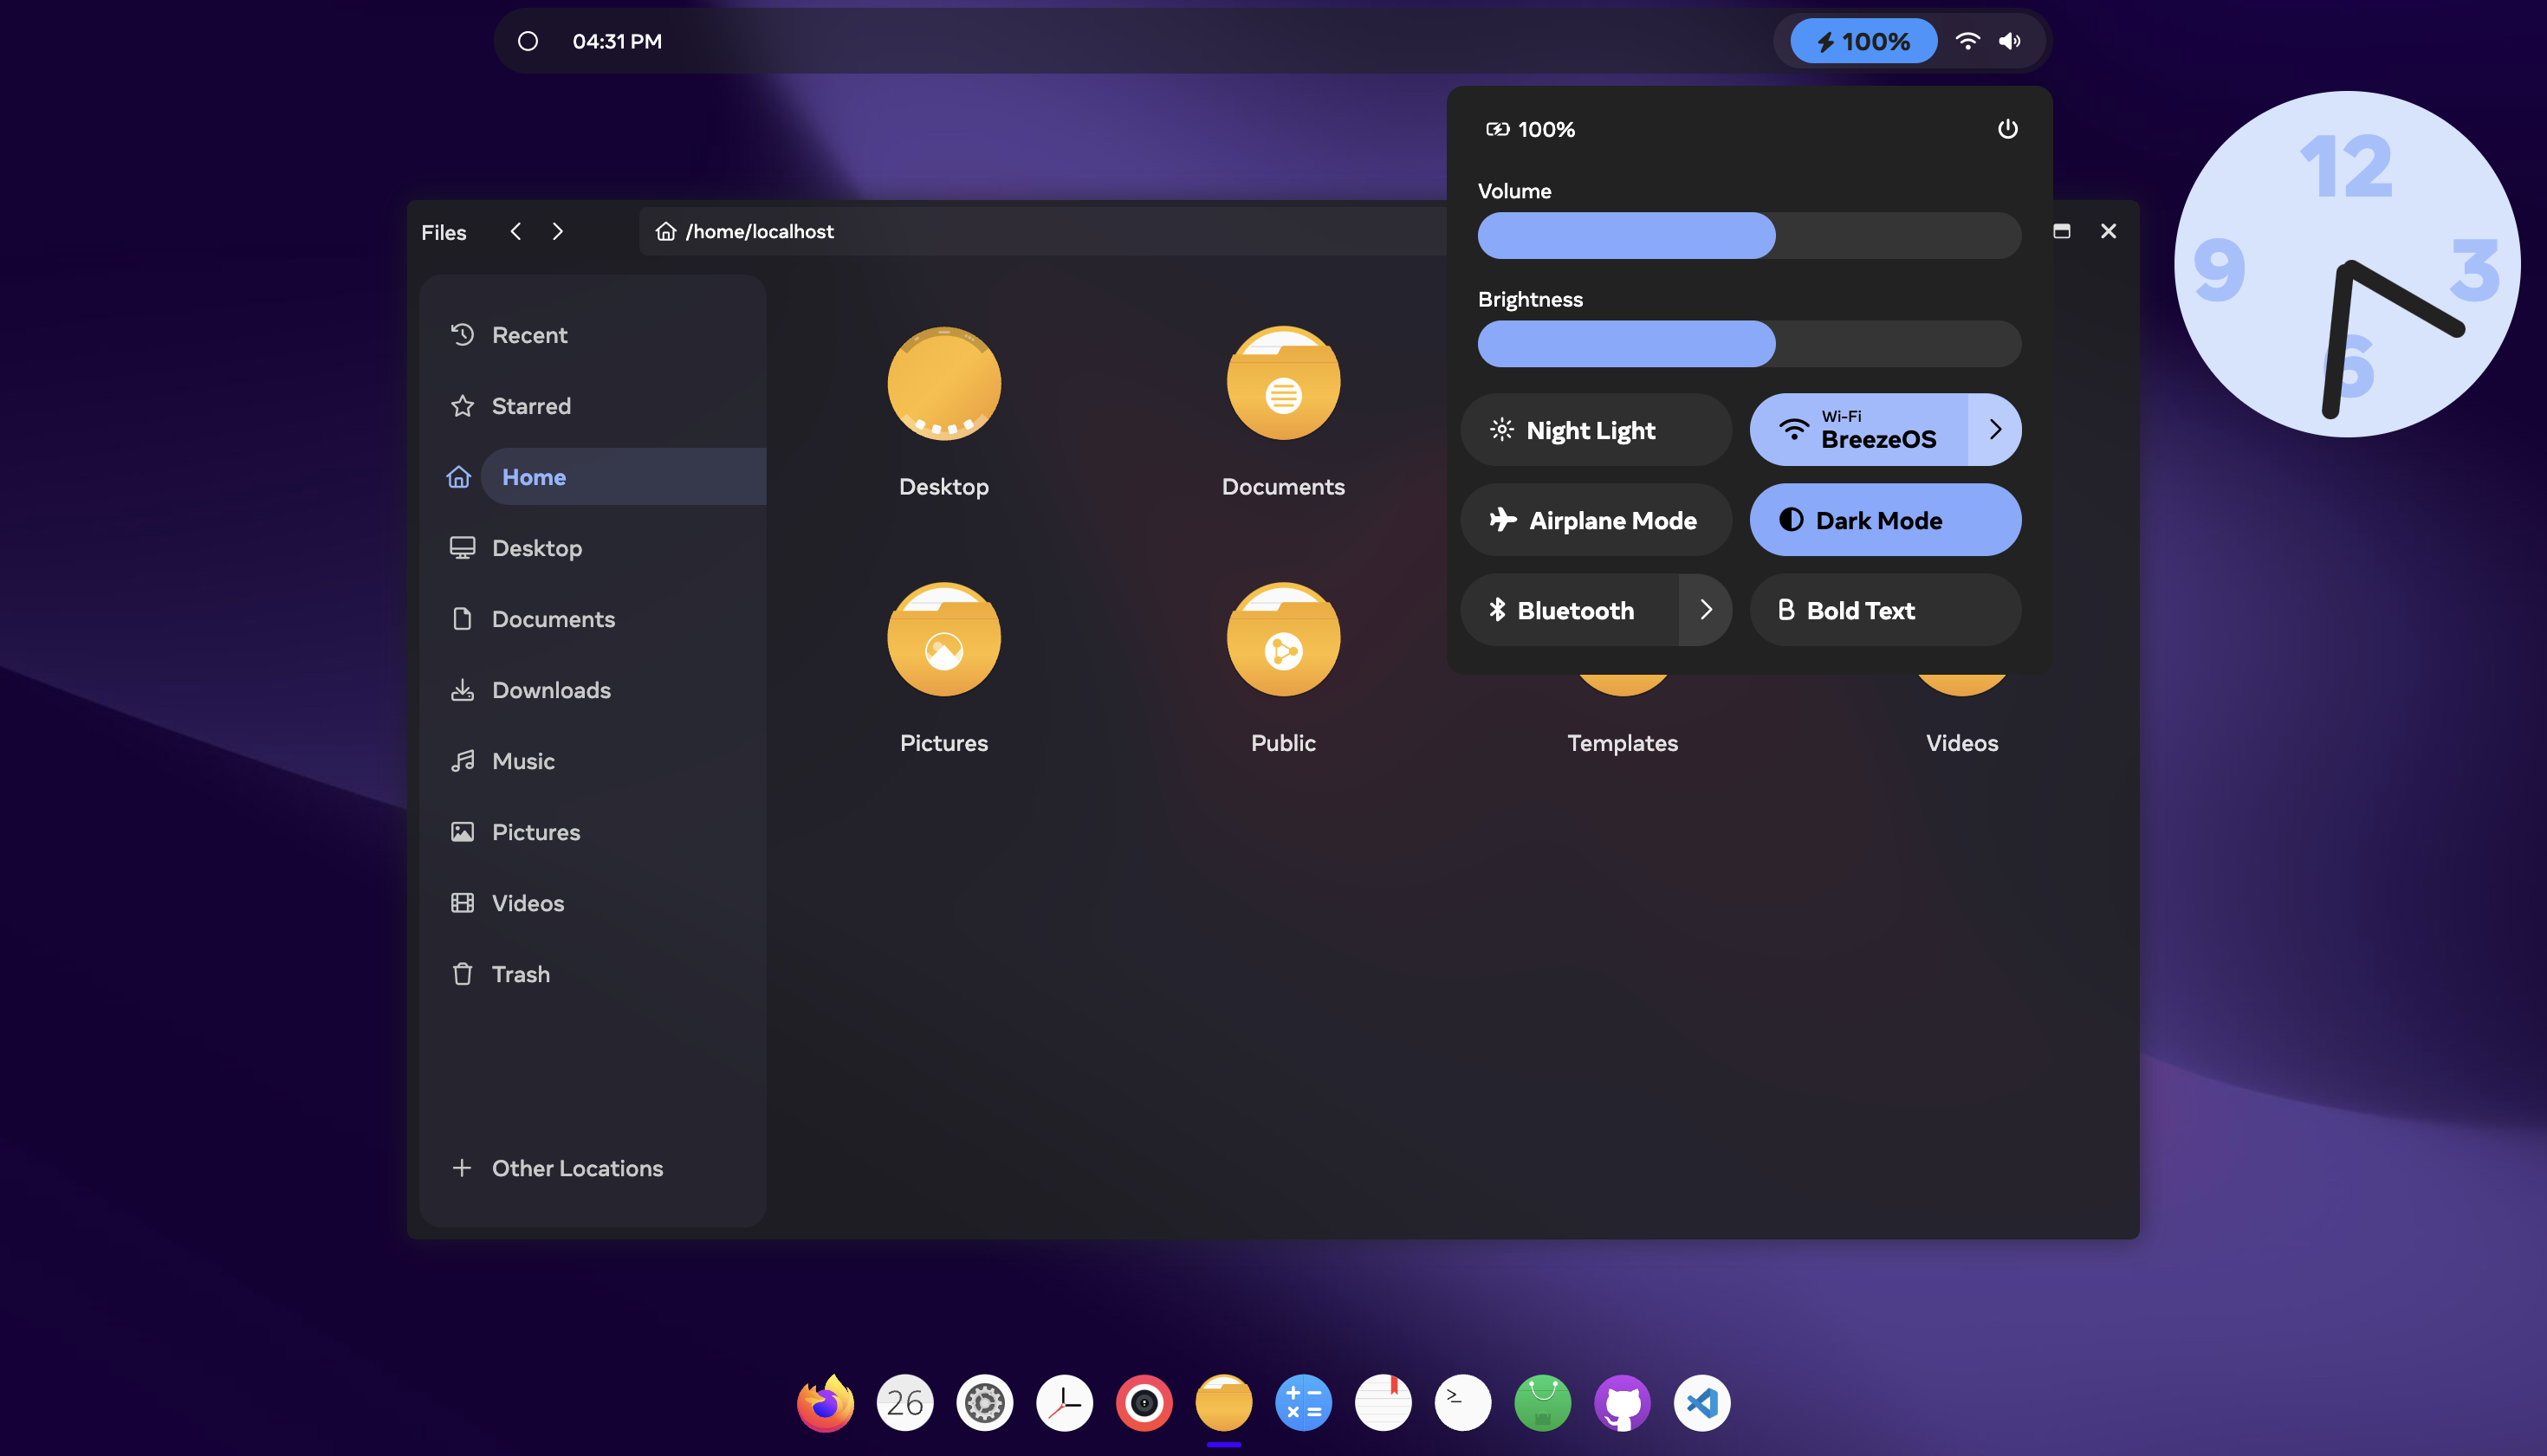 04:31 PM
100%
100%
Volume
Brightness
Night Light
Wi-Fi
BreezeOS
Airplane Mode
Dark Mode
Bluetooth
Bold Text
12
3
6
9
Files
/home/localhost
Recent
Starred
Home
Desktop
Documents
Downloads
Music
Pictures
Videos
Trash
Other Locations
Desktop
Documents
Pictures
Public
Templates
Videos
26
>_